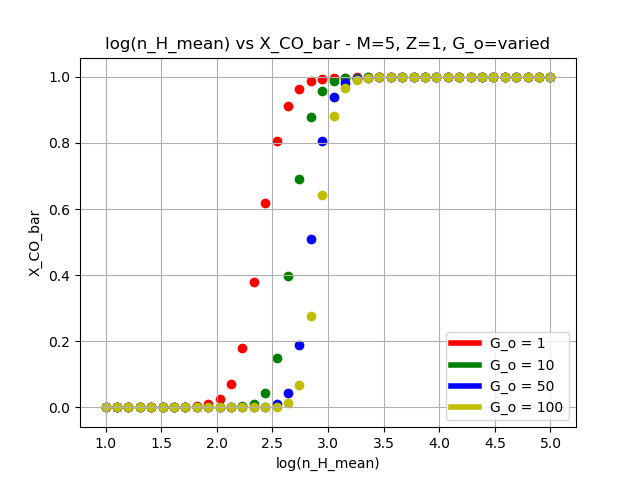 log(n_H_mean) vs X_CO_bar - M=5, Z=1, G_o=varied
X_CO_bar
1.0
0.8
0.6
0.4
0.2
0.0
G_o = 1
G_o = 10
G_o = 50
G_o = 100
1.0 1.5 2.0 2.5 3.0 3.5 4.0 4.5 5.0
log(n_H_mean)